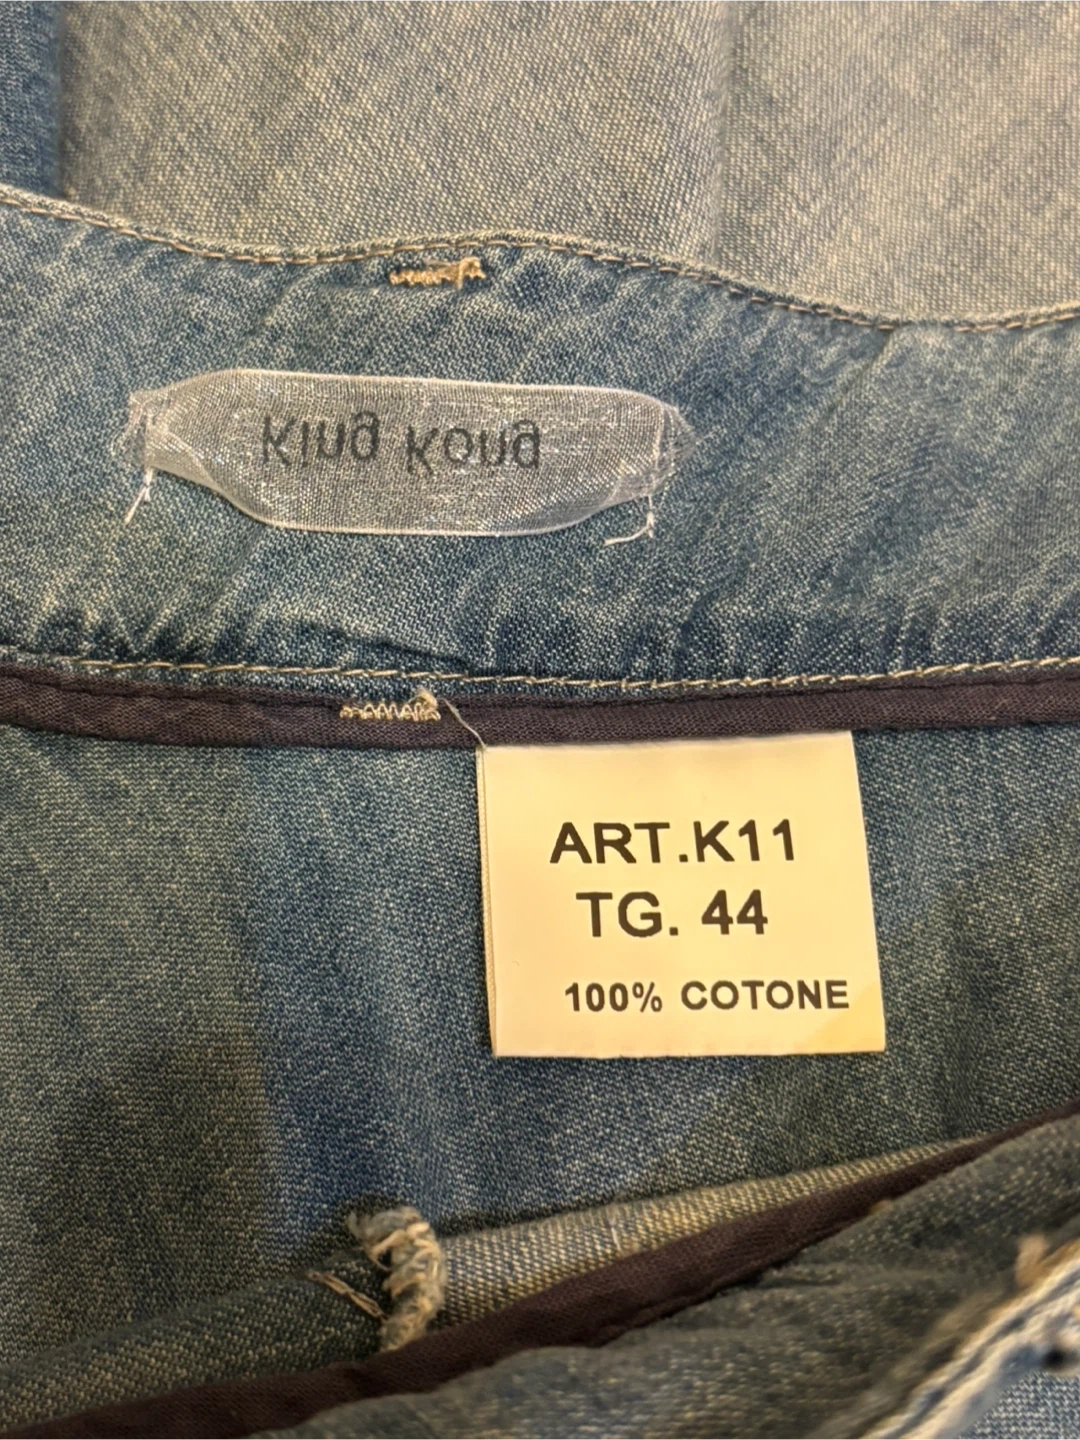 King Kong
ART.K11
TG. 44
100% COTONE